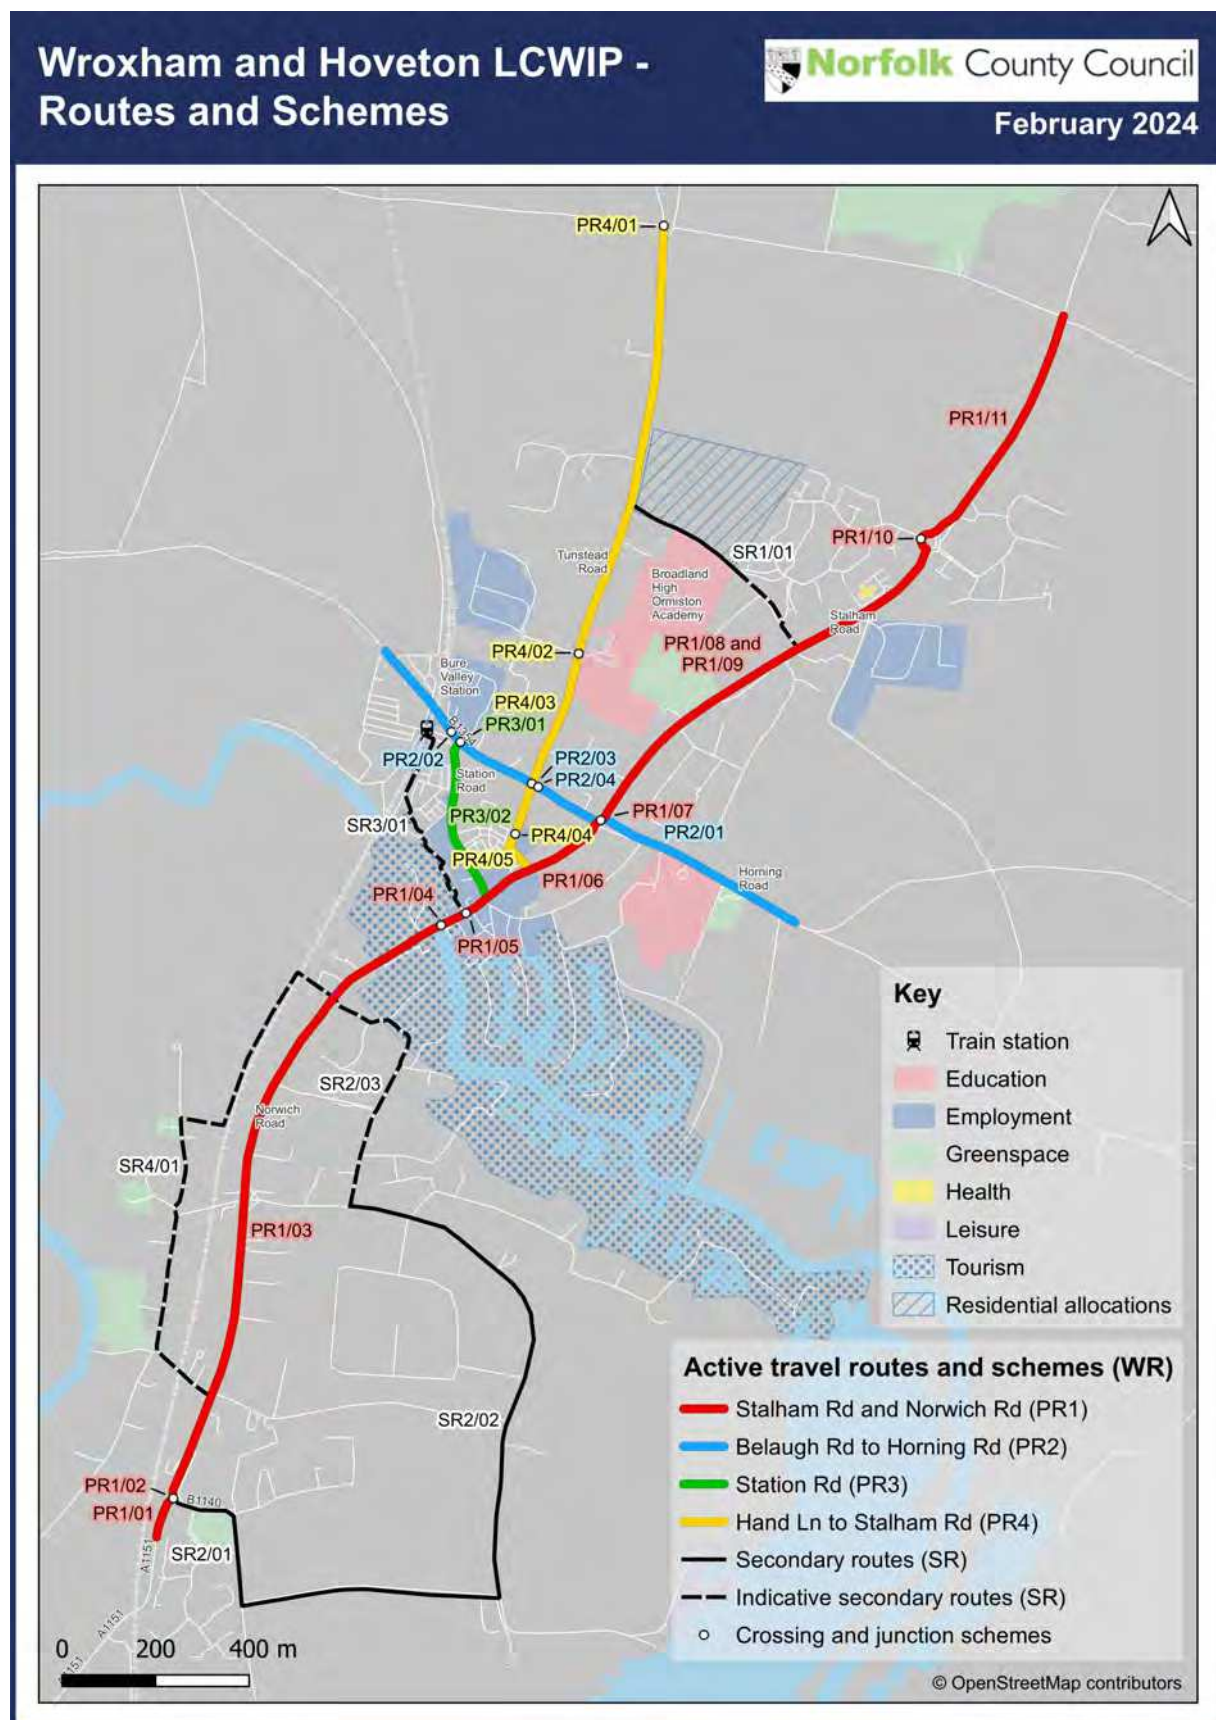 Wroxham and Hoveton LCWIP -
Routes and Schemes
Norfolk County Council
February 2024
PR4/01
PR1/11
PR1/10
SR1/01
Tunstead
Road
Broadland
High
Ormiston
Academy
Stalham
Road
PR1/08 and
PR1/09
PR4/02
Bure
Valley
Station
PR4/03
PR3/01
PR2/02
PR2/03
PR2/04
Station
Road
PR3/02
SR3/01
PR1/07
PR2/01
PR4/04
PR4/05
PR1/06
Horning
Road
PR1/04
PR1/05
SR2/03
Norwich
Road
SR4/01
PR1/03
SR2/02
PR1/02
B1140
PR1/01
SR2/01
A1151
A1151
Key
Train station
Education
Employment
Greenspace
Health
Leisure
Tourism
Residential allocations
Active travel routes and schemes (WR)
Stalham Rd and Norwich Rd (PR1)
Belaugh Rd to Horning Rd (PR2)
Station Rd (PR3)
Hand Ln to Stalham Rd (PR4)
Secondary routes (SR)
Indicative secondary routes (SR)
Crossing and junction schemes
0 200 400 m
© OpenStreetMap contributors